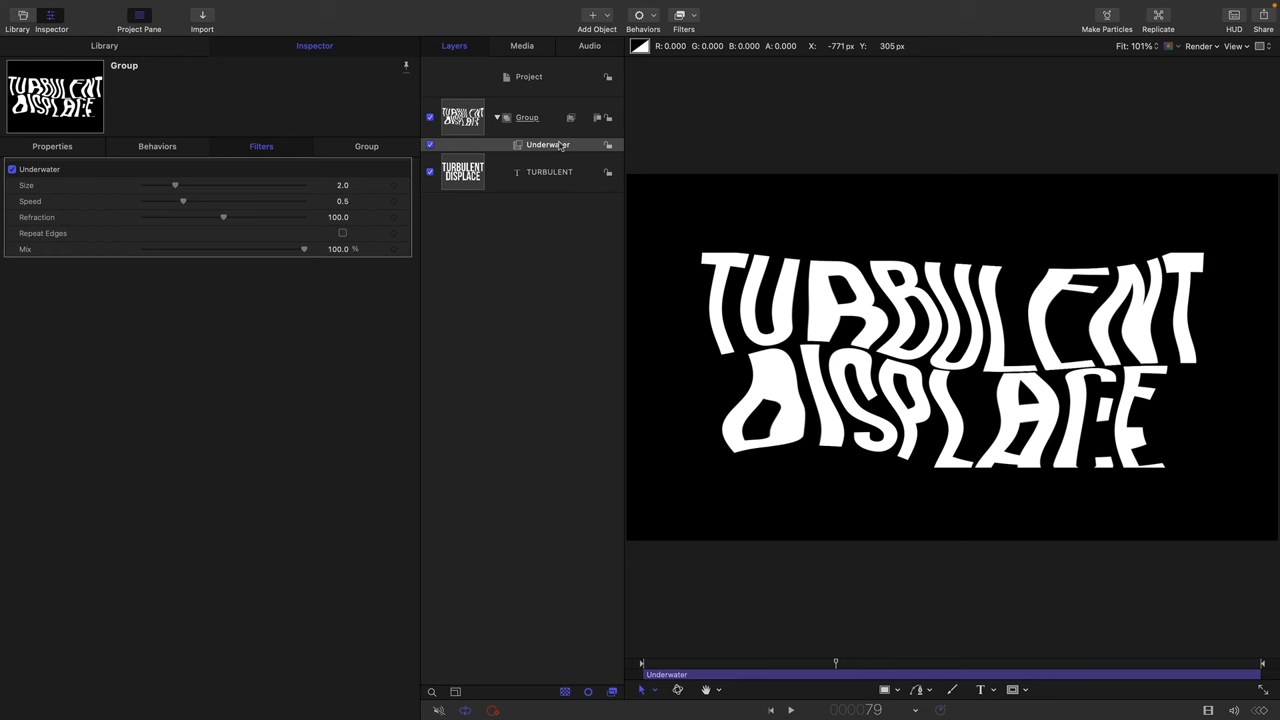 Library
Inspector
Project Pane
Import
Add Object
Behaviors
Filters
Make Particles
Replicate
HUD
Share
Library
Inspector
Layers
Media
Audio
R: 0.000 G: 0.000 B: 0.000 A: 0.000 X: -771 px Y: 305 px
Fit: 101%
Render
View
Group
Project
Group
Underwater
TURBULENT
TURBULENT
DISPLACE
Properties
Behaviors
Filters
Group
Underwater
Size 2.0
Speed 0.5
Refraction 100.0
Repeat Edges
Mix 100.0 %
TURBULENT
DISPLACE
Underwater
T
000079